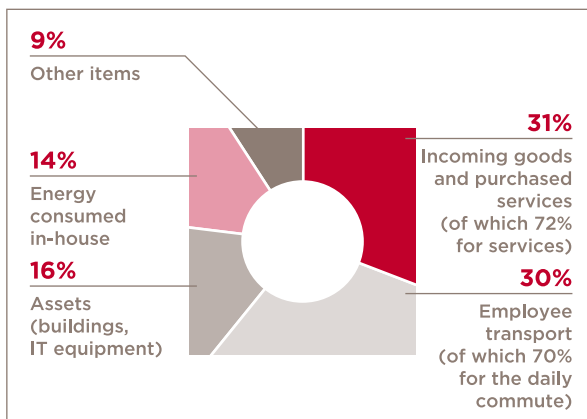 9%
Other items
14%
Energy
consumed
in-house
16%
Assets
(buildings,
IT equipment)
31%
Incoming goods
and purchased
services
(of which 72%
for services)
30%
Employee
transport
(of which 70%
for the daily
commute)